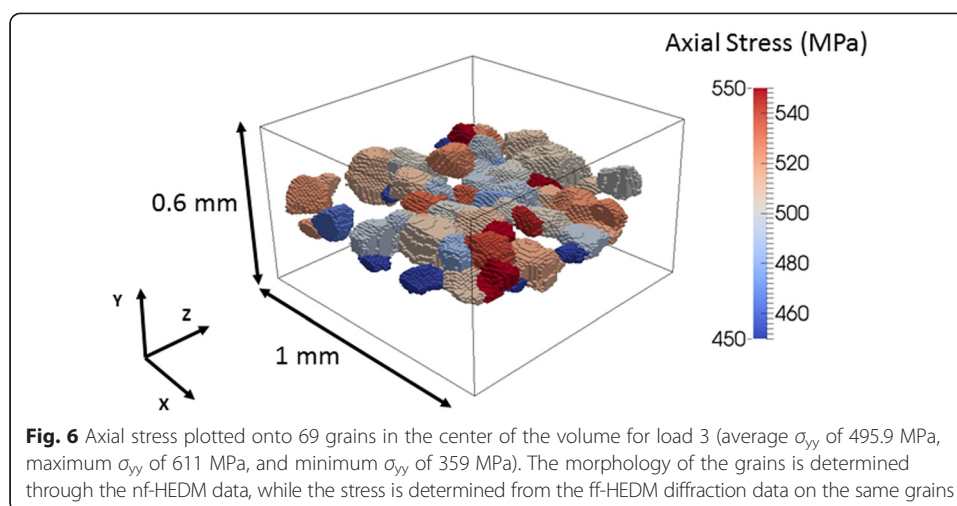 Axial Stress (MPa)
550
540
520
500
480
460
450
0.6 mm
1 mm
Y
Z
X
Fig. 6 Axial stress plotted onto 69 grains in the center of the volume for load 3 (average σyy of 495.9 MPa,
maximum σyy of 611 MPa, and minimum σyy of 359 MPa). The morphology of the grains is determined
through the nf-HEDM data, while the stress is determined from the ff-HEDM diffraction data on the same grains